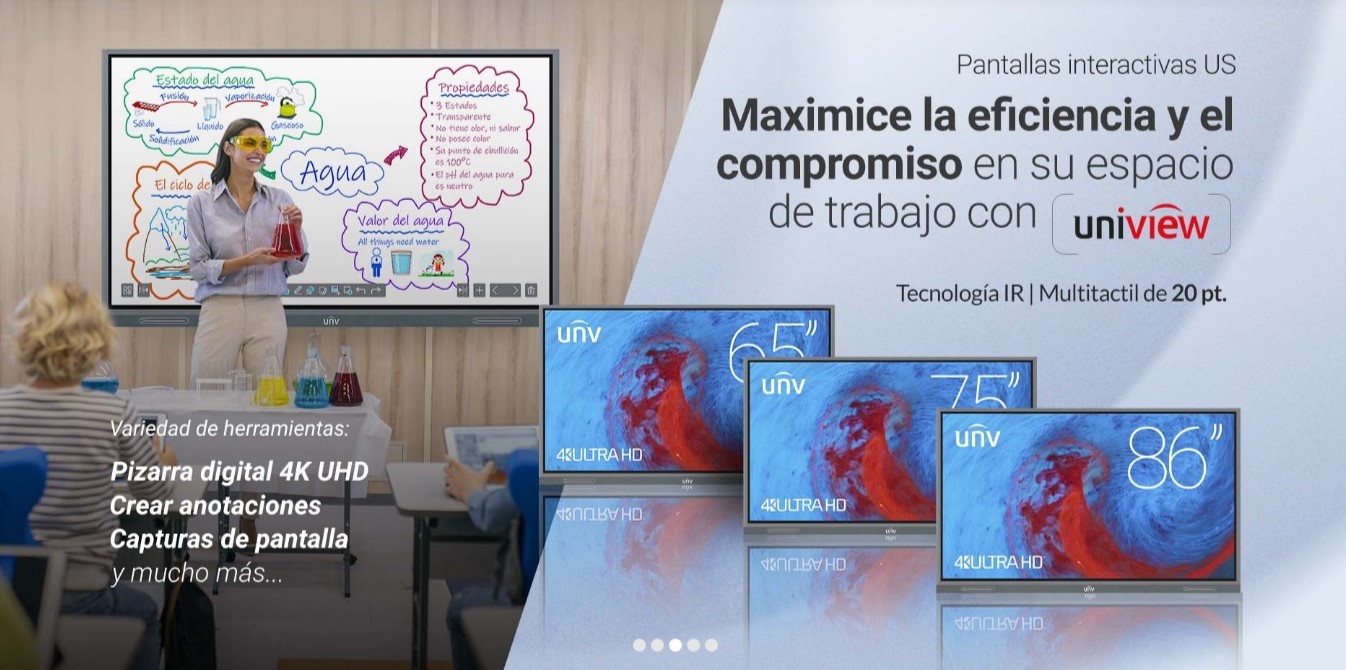 Estado del agua
Fusión
Vaporización
Sólido
Líquido
Gaseoso
Solidificación
El ciclo de
Agua
Propiedades
• 3 Estados
• Transparente
• No tiene olor, ni sabor
• No posee color
• Su punto de ebullición
es 100°C
• El pH del agua pura
es neutro
Valor del agua
All things need water
unv
Variedad de herramientas:
Pizarra digital 4K UHD
Crear anotaciones
Capturas de pantalla
y mucho más...
Pantallas interactivas US
Maximice la eficiencia y el
compromiso en su espacio
de trabajo con uniview
Tecnología IR | Multitactil de 20 pt.
unv
65”
4K ULTRA HD
unv
unv
75”
4K ULTRA HD
unv
unv
86”
4K ULTRA HD
unv